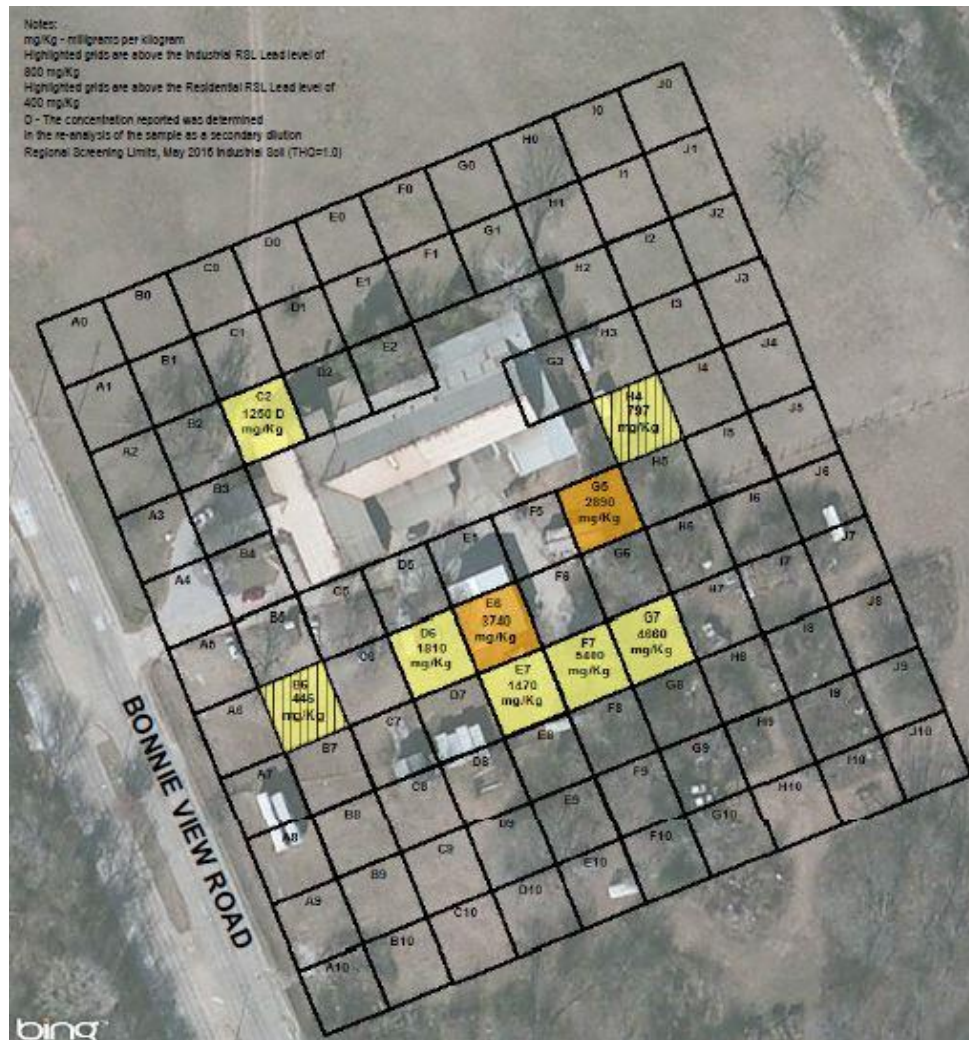 Notes:
mg/Kg - milligrams per kilogram
Highlighted grids are above the Industrial RSL Lead level of
800 mg/Kg
Highlighted grids are above the Residential RSL Lead level of
400 mg/Kg
D - The concentration reported was determined
in the re-analysis of the sample as a secondary dilution
Regional Screening Limits, May 2016 Industrial Soil (THQ=1.0)
A0 B0 C0 D0 E0 F0 G0 H0 I0 J0
A1 B1 C1 D1 E1 F1 G1 H1 I1 J1
A2 B2 C2 D2 E2 H2 I2 J2
1250 D
mg/Kg
A3 B3 G3 H3 I3 J3
A4 B4 H4 I4 J4
797
mg/Kg
A5 B5 C5 D5 F5 G5 H5 I5 J5
2890
mg/Kg
A6 B6 C6 D6 E6 F6 G6 H6 I6 J6
446
mg/Kg
1810
mg/Kg
3740
mg/Kg
A7 B7 C7 D7 E7 F7 G7 H7 I7 J7
1470
mg/Kg
mg/Kg
mg/Kg
A8 B8 C8 D8 E8 F8 G8 H8 I8 J8
A9 B9 C9 D9 E9 F9 G9 H9 I9 J9
A10 B10 C10 D10 E10 F10 G10 H10 I10 J10
BONNIE VIEW ROAD
bing